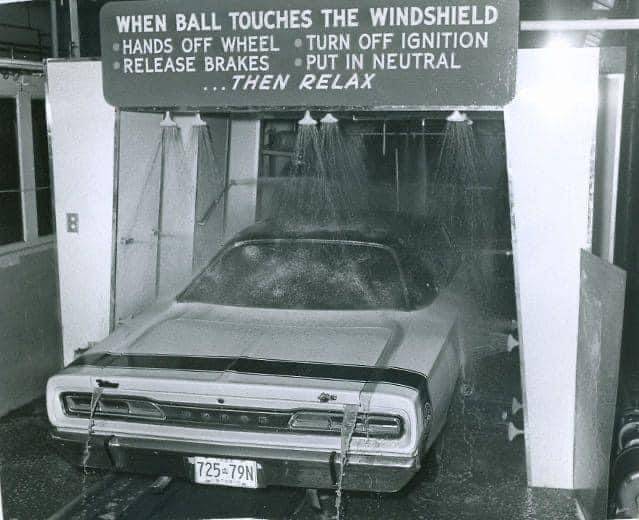 WHEN BALL TOUCHES THE WINDSHIELD
• HANDS OFF WHEEL • TURN OFF IGNITION
• RELEASE BRAKES • PUT IN NEUTRAL
...THEN RELAX
DODGE
725-79N